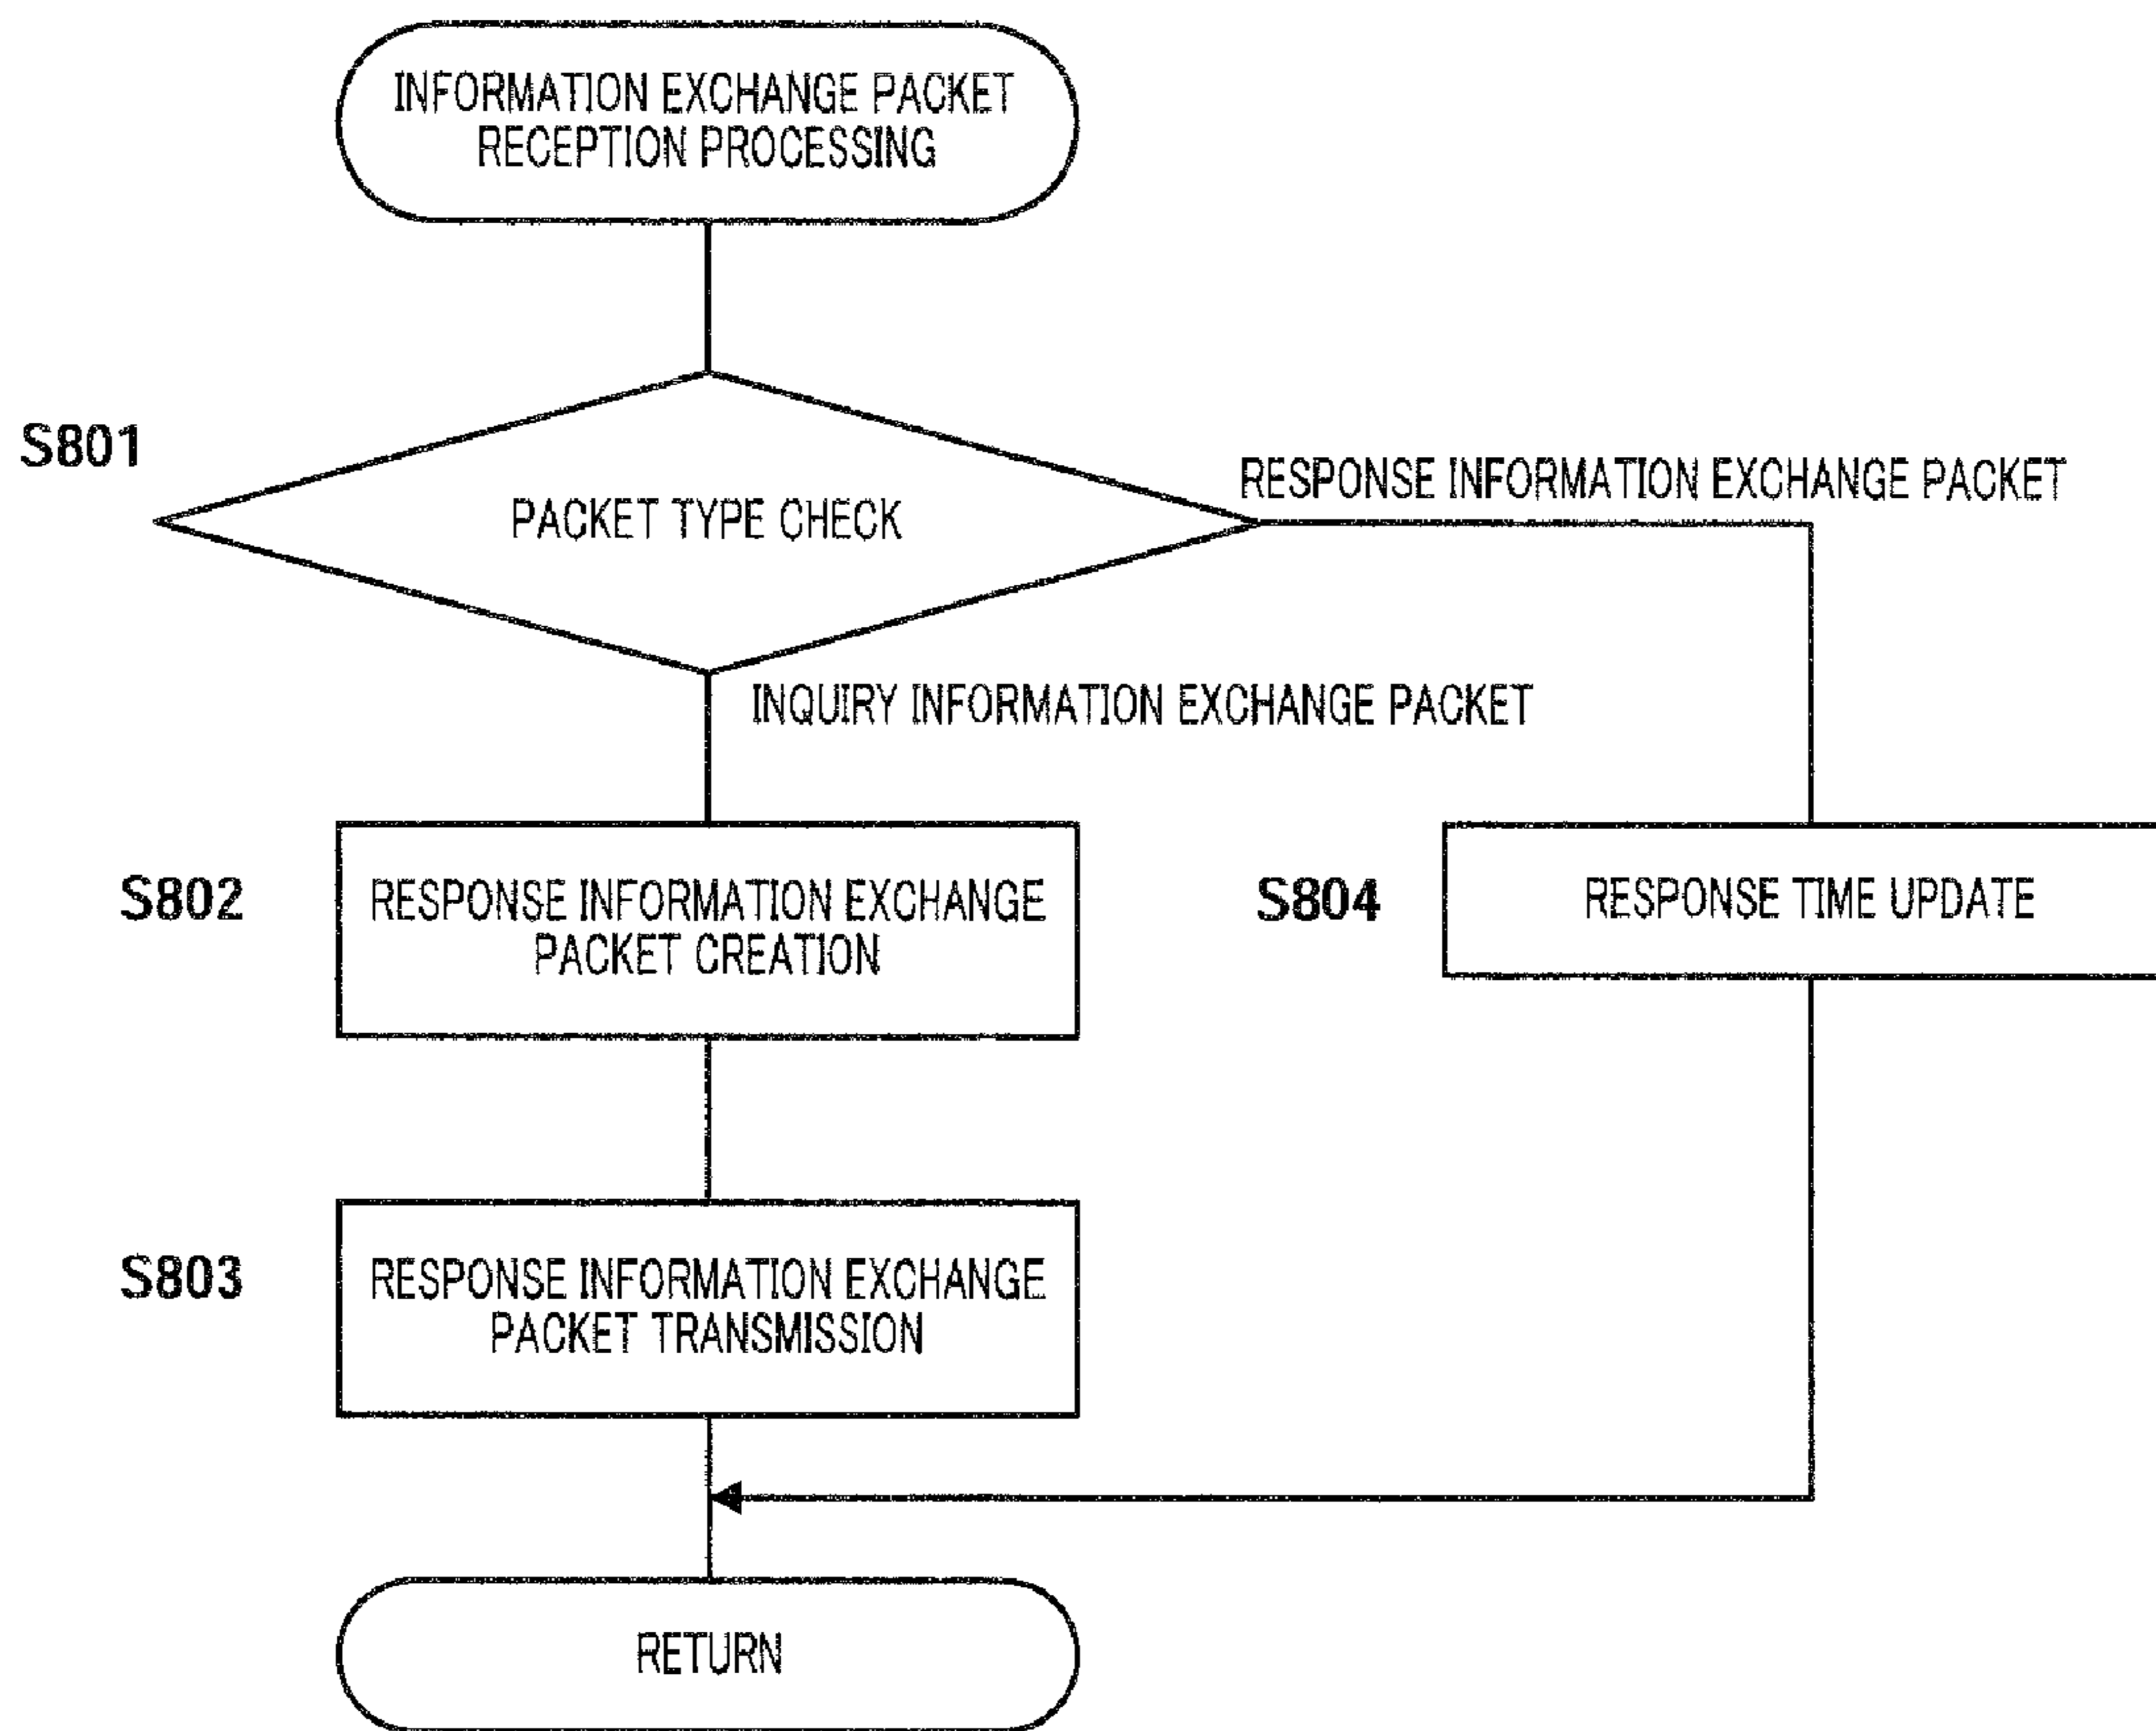 INFORMATION EXCHANGE PACKET
RECEPTION PROCESSING
S801
PACKET TYPE CHECK
RESPONSE INFORMATION EXCHANGE PACKET
INQUIRY INFORMATION EXCHANGE PACKET
S802
RESPONSE INFORMATION EXCHANGE
PACKET CREATION
S804
RESPONSE TIME UPDATE
S803
RESPONSE INFORMATION EXCHANGE
PACKET TRANSMISSION
RETURN